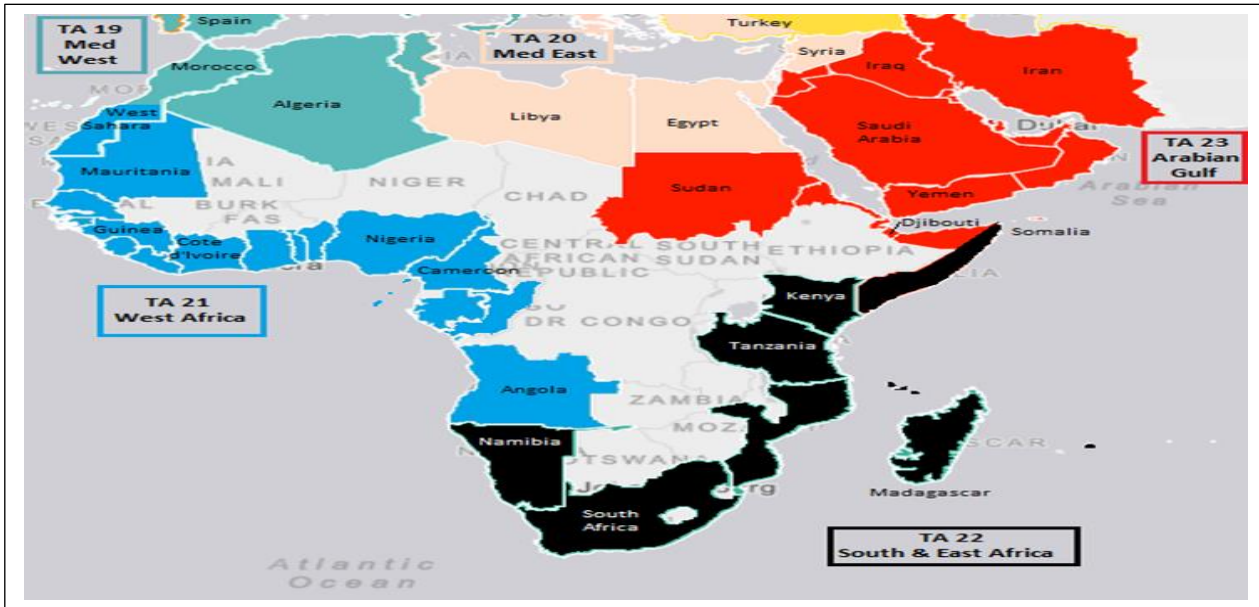 TA 19
Med
West
Spain
TA 20
Med East
Turkey
Syria
Iraq
Iran
Morocco
Algeria
Libya
Egypt
Saudi
Arabia
TA 23
Arabian
Gulf
West
Sahara
Mauritania
MALI
NIGER
CHAD
Sudan
Yemen
Arabian
Sea
BURK
FAS
Guinea
Cote
d'Ivoire
Nigeria
Cameroon
CENTRAL
AFRICAN
REPUBLIC
SOUTH
SUDAN
ETHIOPIA
Djibouti
Somalia
TA 21
West Africa
DR CONGO
Kenya
Tanzania
Angola
ZAMBIA
Namibia
South
Africa
Madagascar
TA 22
South & East Africa
Atlantic
Ocean